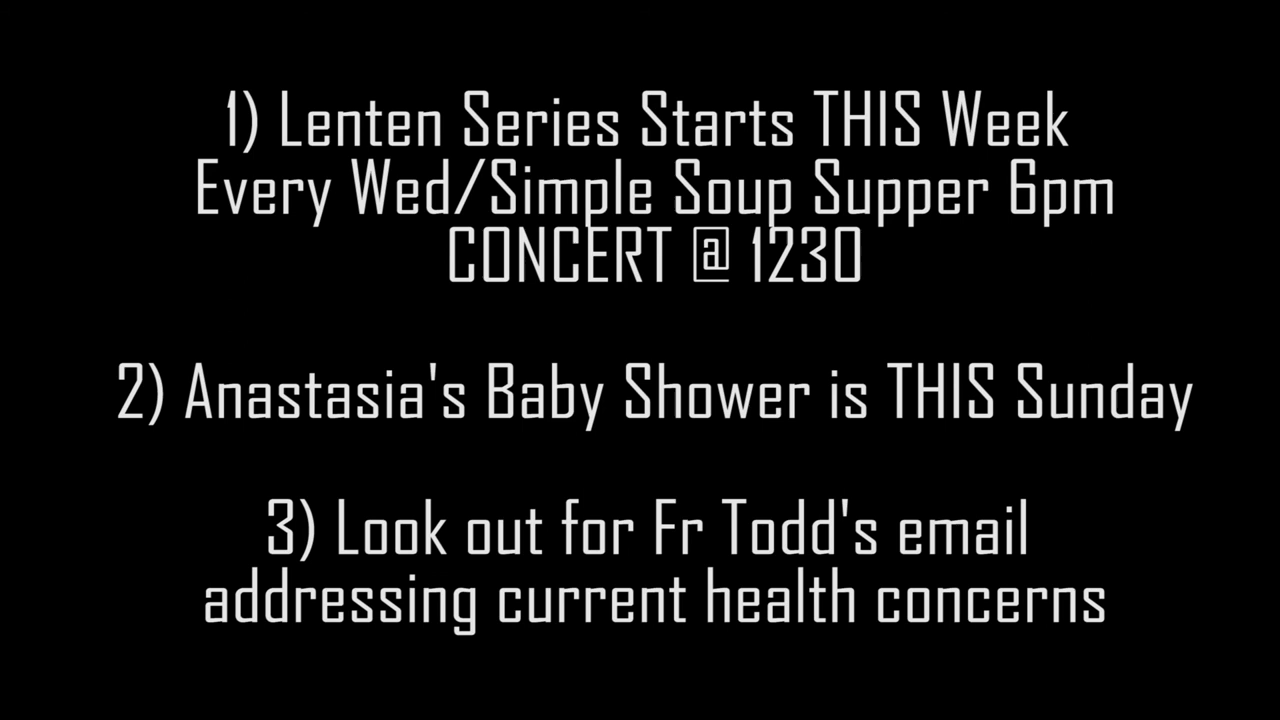 1) Lenten Series Starts THIS Week
Every Wed/Simple Soup Supper 6pm
CONCERT @ 1230
2) Anastasia's Baby Shower is THIS Sunday
3) Look out for Fr Todd's email
addressing current health concerns